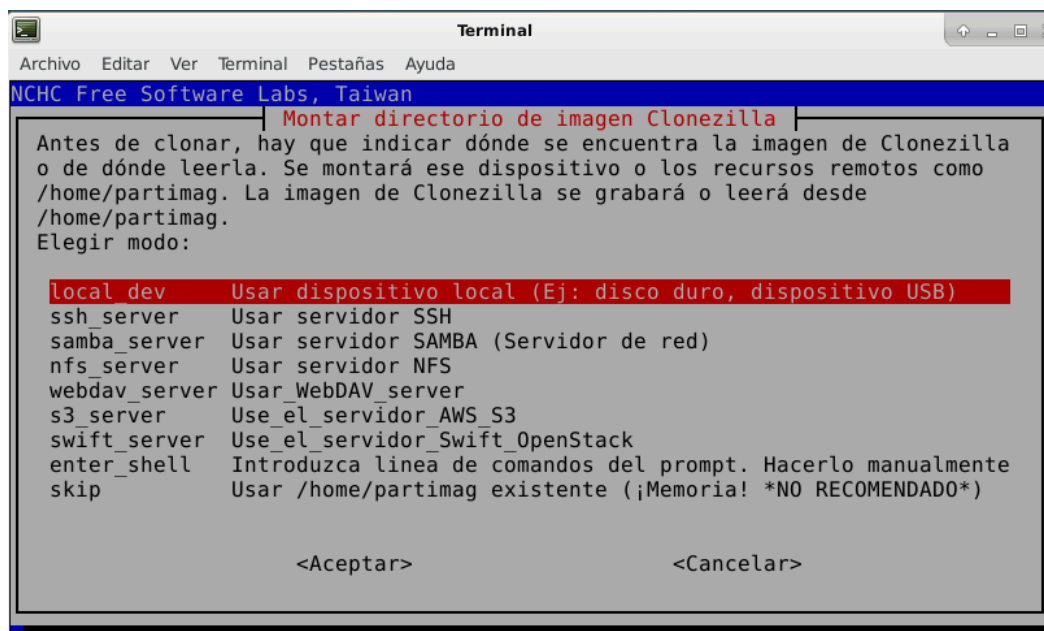 Terminal
Archivo Editar Ver Terminal Pestañas Ayuda
NCHC Free Software Labs, Taiwan
Montar directorio de imagen Clonezilla
Antes de clonar, hay que indicar dónde se encuentra la imagen de Clonezilla
o de dónde leerla. Se montará ese dispositivo o los recursos remotos como
/home/partimag. La imagen de Clonezilla se grabará o leerá desde
/home/partimag.
Elegir modo:
local_dev Usar dispositivo local (Ej: disco duro, dispositivo USB)
ssh_server Usar servidor SSH
samba_server Usar servidor SAMBA (Servidor de red)
nfs_server Usar servidor NFS
webdav_server Usar_WebDAV_server
s3_server Use_el_servidor_AWS_S3
swift_server Use_el_servidor_Swift_OpenStack
enter_shell Introduzca linea de comandos del prompt. Hacerlo manualmente
skip Usar /home/partimag existente (¡Memoria! *NO RECOMENDADO*)
<Aceptar> <Cancelar>